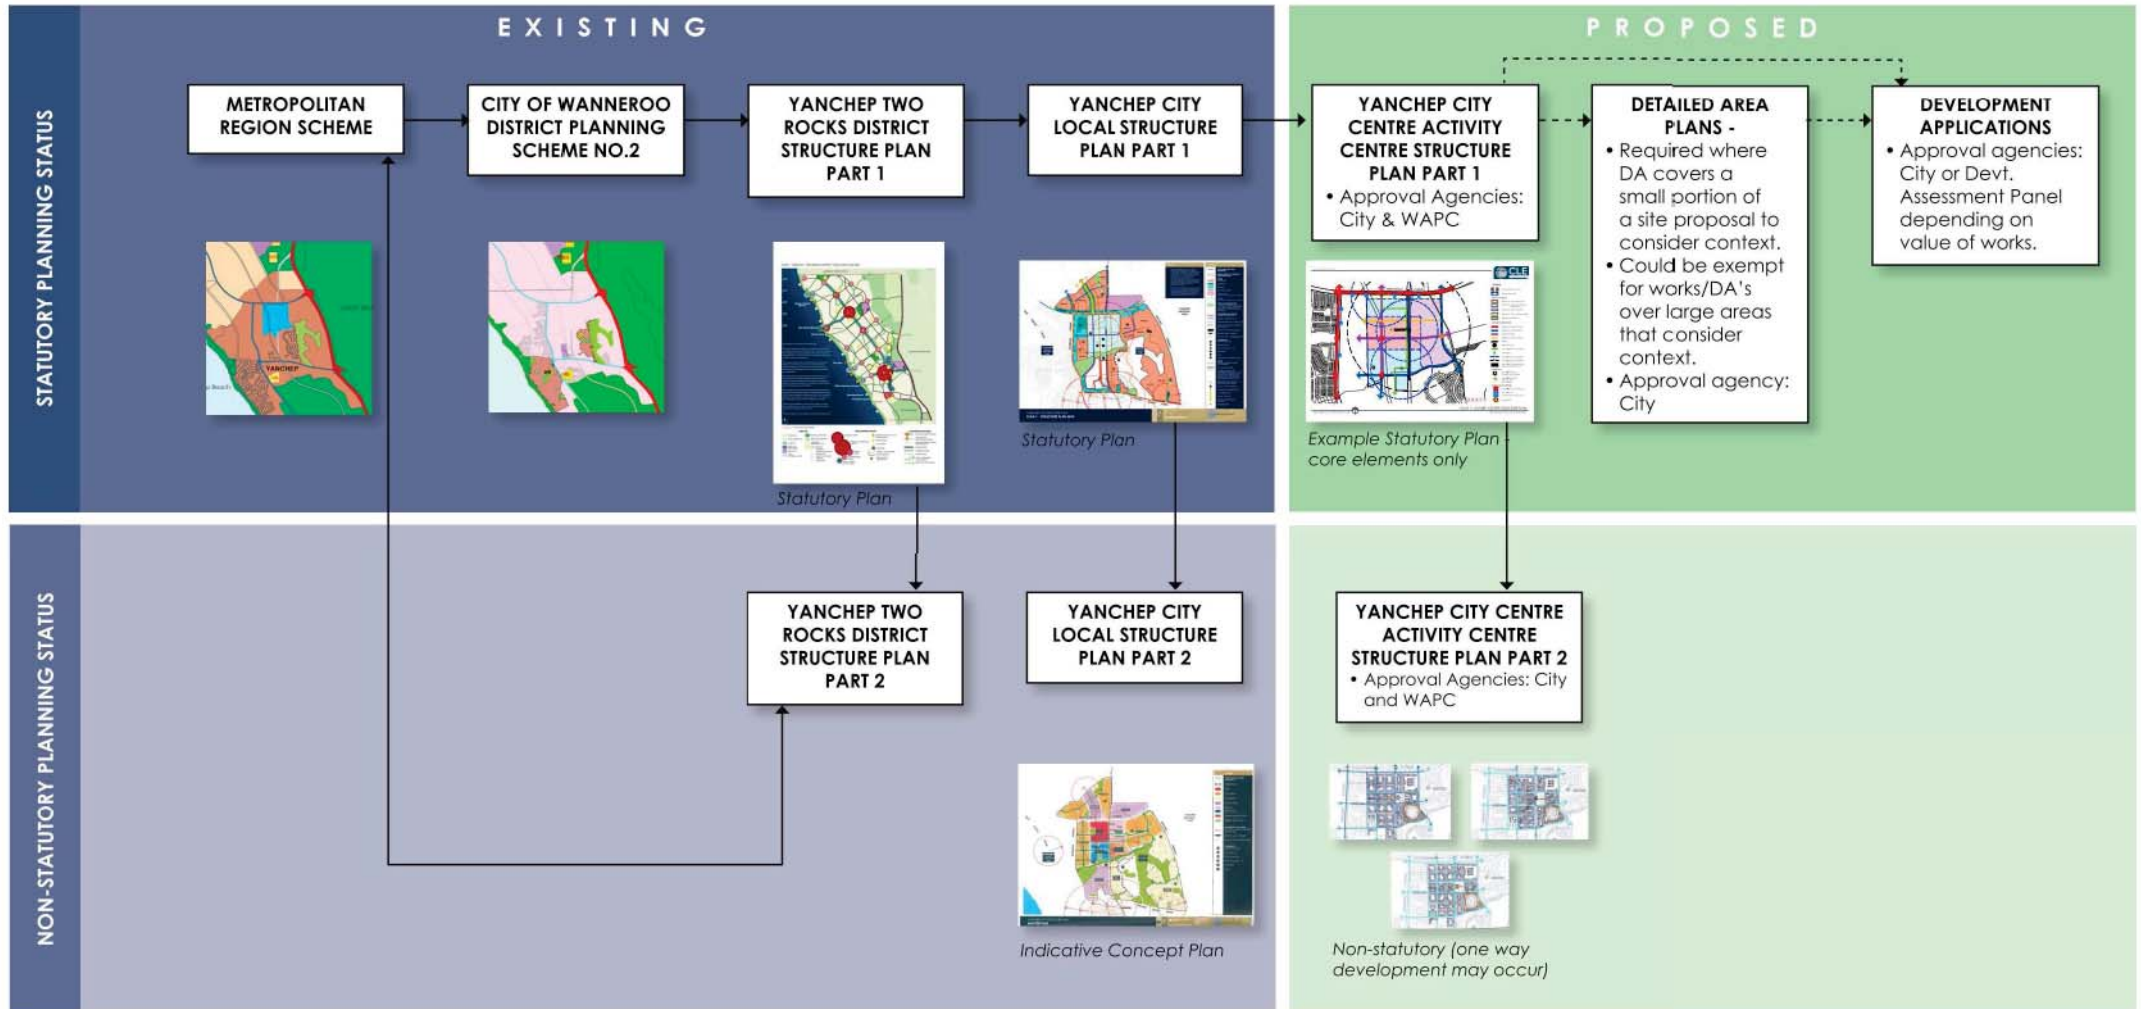 EXISTING
PROPOSED
STATUTORY PLANNING STATUS
METROPOLITAN
REGION SCHEME
CITY OF WANNEROO
DISTRICT PLANNING
SCHEME NO.2
YANCHEP TWO
ROCKS DISTRICT
STRUCTURE PLAN
PART 1
YANCHEP CITY
LOCAL STRUCTURE
PLAN PART 1
YANCHEP CITY
CENTRE ACTIVITY
CENTRE STRUCTURE
PLAN PART 1
• Approval Agencies:
City & WAPC
DETAILED AREA
PLANS -
• Required where
DA covers a
small portion of
a site proposal to
consider context.
• Could be exempt
for works/DA's
over large areas
that consider
context.
• Approval agency:
City
DEVELOPMENT
APPLICATIONS
• Approval agencies:
City or Devt.
Assessment Panel
depending on
value of works.
YANCHEP
CLE
Statutory Plan
Statutory Plan
Example Statutory Plan -
core elements only
NON-STATUTORY PLANNING STATUS
YANCHEP TWO
ROCKS DISTRICT
STRUCTURE PLAN
PART 2
YANCHEP CITY
LOCAL STRUCTURE
PLAN PART 2
YANCHEP CITY CENTRE
ACTIVITY CENTRE
STRUCTURE PLAN PART 2
• Approval Agencies: City
and WAPC
Indicative Concept Plan
Non-statutory (one way
development may occur)